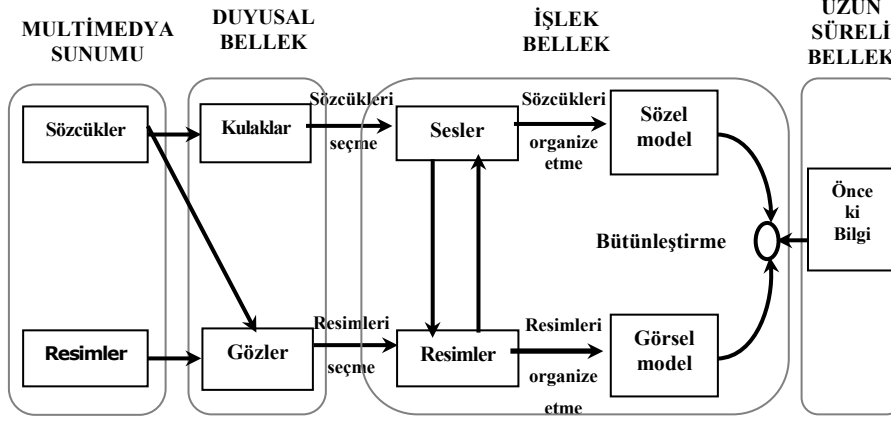 MULTİMEDYA
SUNUMU
DUYUSAL
BELLEK
İŞLEK
BELLEK
UZUN
SÜRELİ
BELLEK
Sözcükler
Kulaklar
Sözcükleri
seçme
Sesler
Sözcükleri
organize
etme
Sözel
model
Önce
ki
Bilgi
Bütünleştirme
Resimler
Gözler
Resimleri
seçme
Resimler
Resimleri
organize
etme
Görsel
model